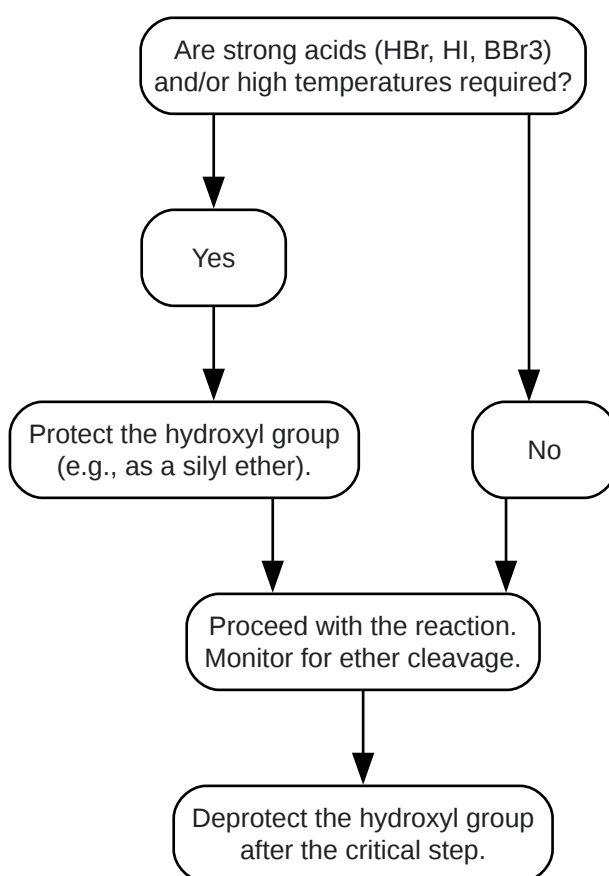 Are strong acids (HBr, HI, BBr3)
and/or high temperatures required?
Yes
Protect the hydroxyl group
(e.g., as a silyl ether).
No
Proceed with the reaction.
Monitor for ether cleavage.
Deprotect the hydroxyl group
after the critical step.